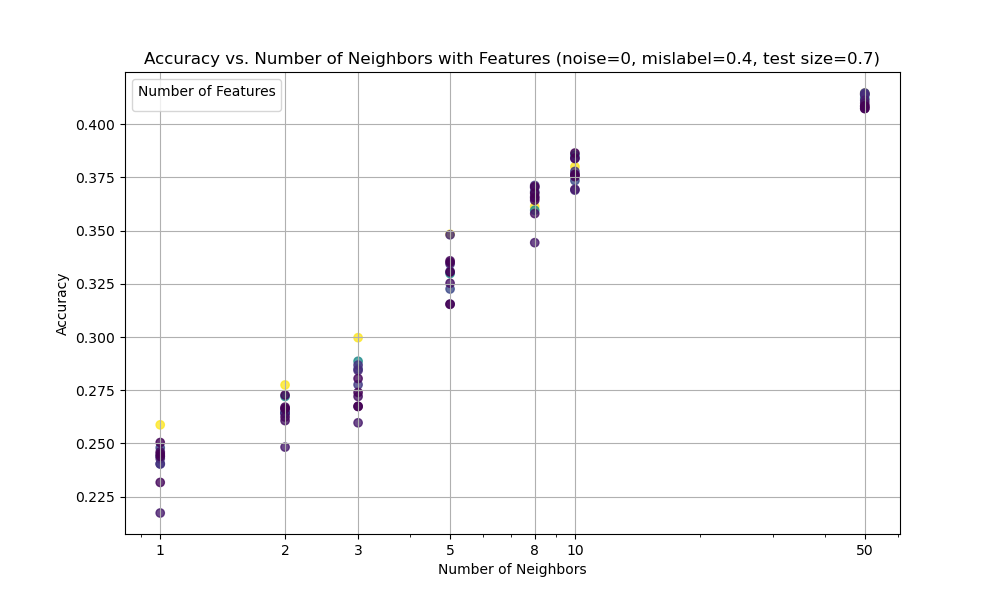 Accuracy vs. Number of Neighbors with Features (noise=0, mislabel=0.4, test size=0.7)
Number of Features
0.400
0.375
0.350
0.325
0.300
0.275
0.250
0.225
Accuracy
1 2 3 5 8 10 50
Number of Neighbors